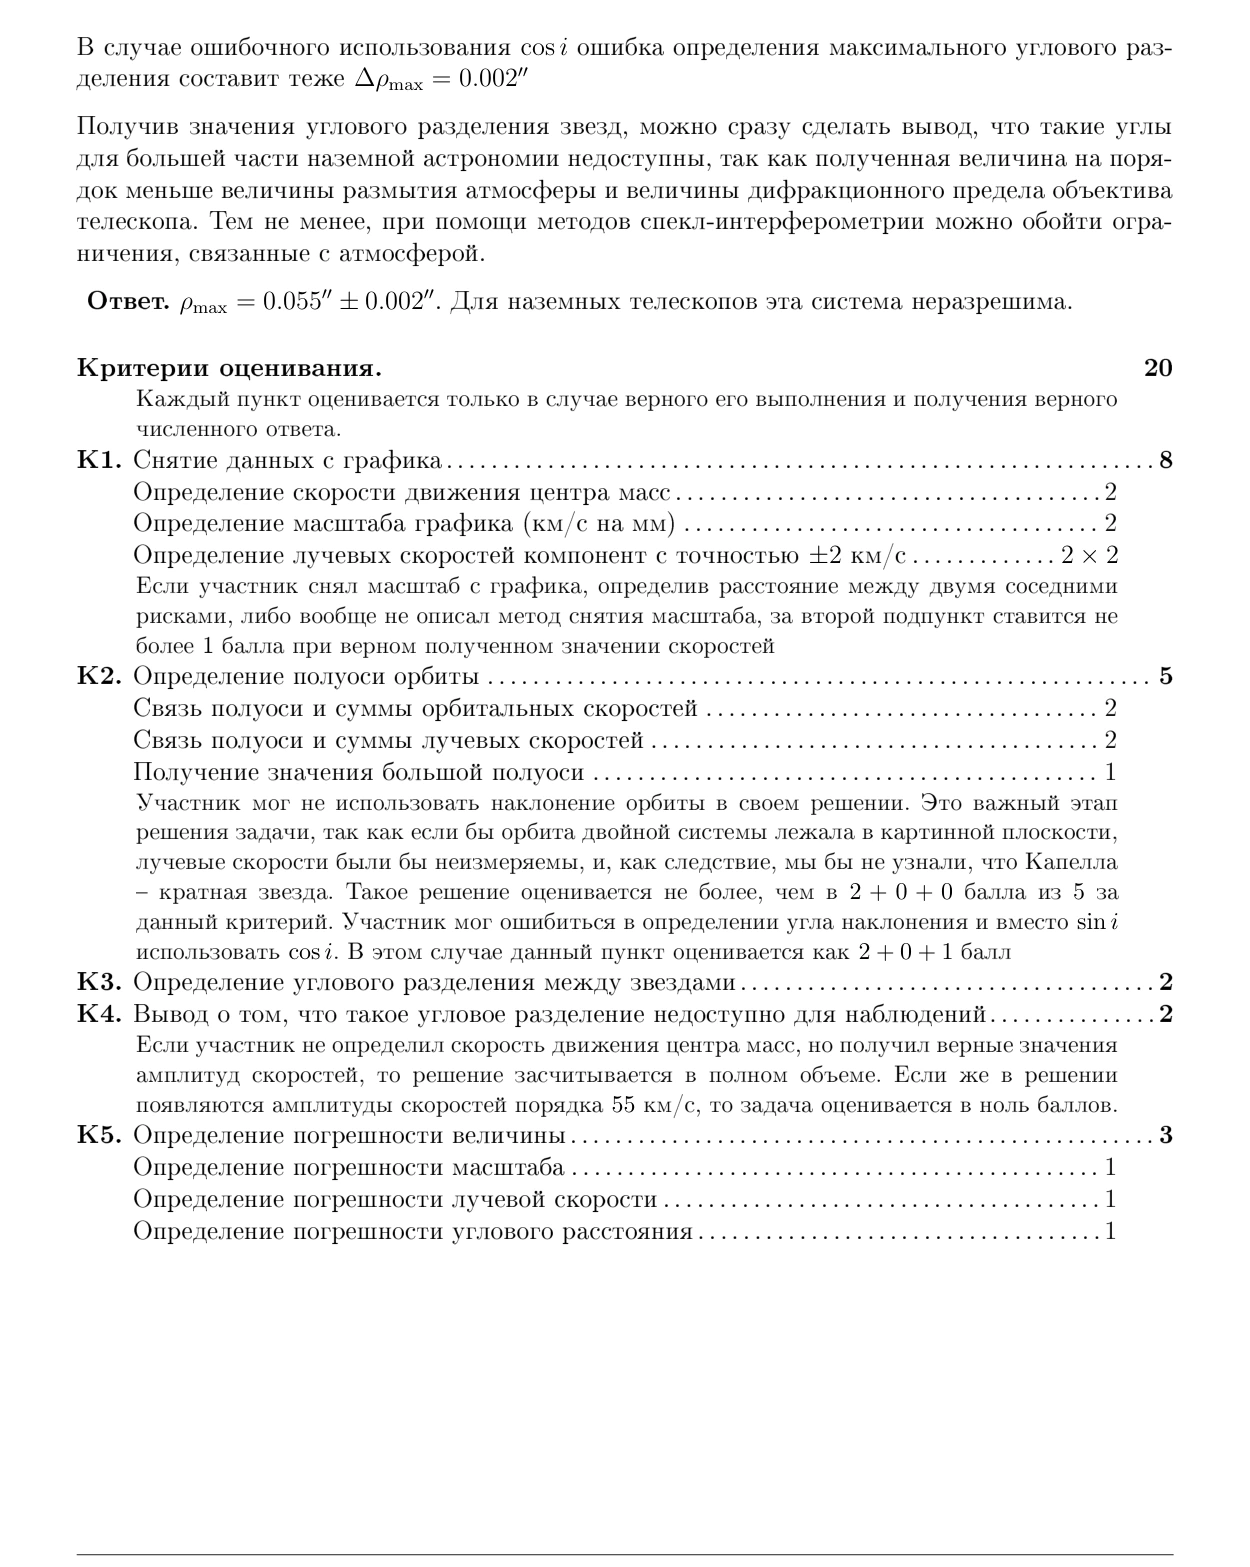 В случае ошибочного использования cos i ошибка определения максимального углового раз-
деления составит теже Δρmax = 0.002″
Получив значения углового разделения звезд, можно сразу сделать вывод, что такие углы
для большей части наземной астрономии недоступны, так как полученная величина на поря-
док меньше величины размытия атмосферы и величины дифракционного предела объектива
телескопа. Тем не менее, при помощи методов спекл-интерферометрии можно обойти огра-
ничения, связанные с атмосферой.
Ответ. ρmax = 0.055″ ± 0.002″. Для наземных телескопов эта система неразрешима.
Критерии оценивания. 20
Каждый пункт оценивается только в случае верного его выполнения и получения верного
численного ответа.
К1. Снятие данных с графика........................................................................8
Определение скорости движения центра масс......................................2
Определение масштаба графика (км/с на мм) .....................................2
Определение лучевых скоростей компонент с точностью ±2 км/с.............2 × 2
Если участник снял масштаб с графика, определив расстояние между двумя соседними
рисками, либо вообще не описал метод снятия масштаба, за второй подпункт ставится не
более 1 балла при верном полученном значении скоростей
К2. Определение полуоси орбиты ...........................................................5
Связь полуоси и суммы орбитальных скоростей ...................................2
Связь полуоси и суммы лучевых скоростей ........................................2
Получение значения большой полуоси .............................................1
Участник мог не использовать наклонение орбиты в своем решении. Это важный этап
решения задачи, так как если бы орбита двойной системы лежала в картинной плоскости,
лучевые скорости были бы неизмеряемы, и, как следствие, мы бы не узнали, что Капелла
– кратная звезда. Такое решение оценивается не более, чем в 2 + 0 + 0 балла из 5 за
данный критерий. Участник мог ошибиться в определении угла наклонения и вместо sin i
использовать cos i. В этом случае данный пункт оценивается как 2 + 0 + 1 балл
К3. Определение углового разделения между звездами.....................................2
К4. Вывод о том, что такое угловое разделение недоступно для наблюдений...............2
Если участник не определил скорость движения центра масс, но получил верные значения
амплитуд скоростей, то решение засчитывается в полном объеме. Если же в решении
появляются амплитуды скоростей порядка 55 км/с, то задача оценивается в ноль баллов.
К5. Определение погрешности величины....................................................3
Определение погрешности масштаба...............................................1
Определение погрешности лучевой скорости.......................................1
Определение погрешности углового расстояния....................................1